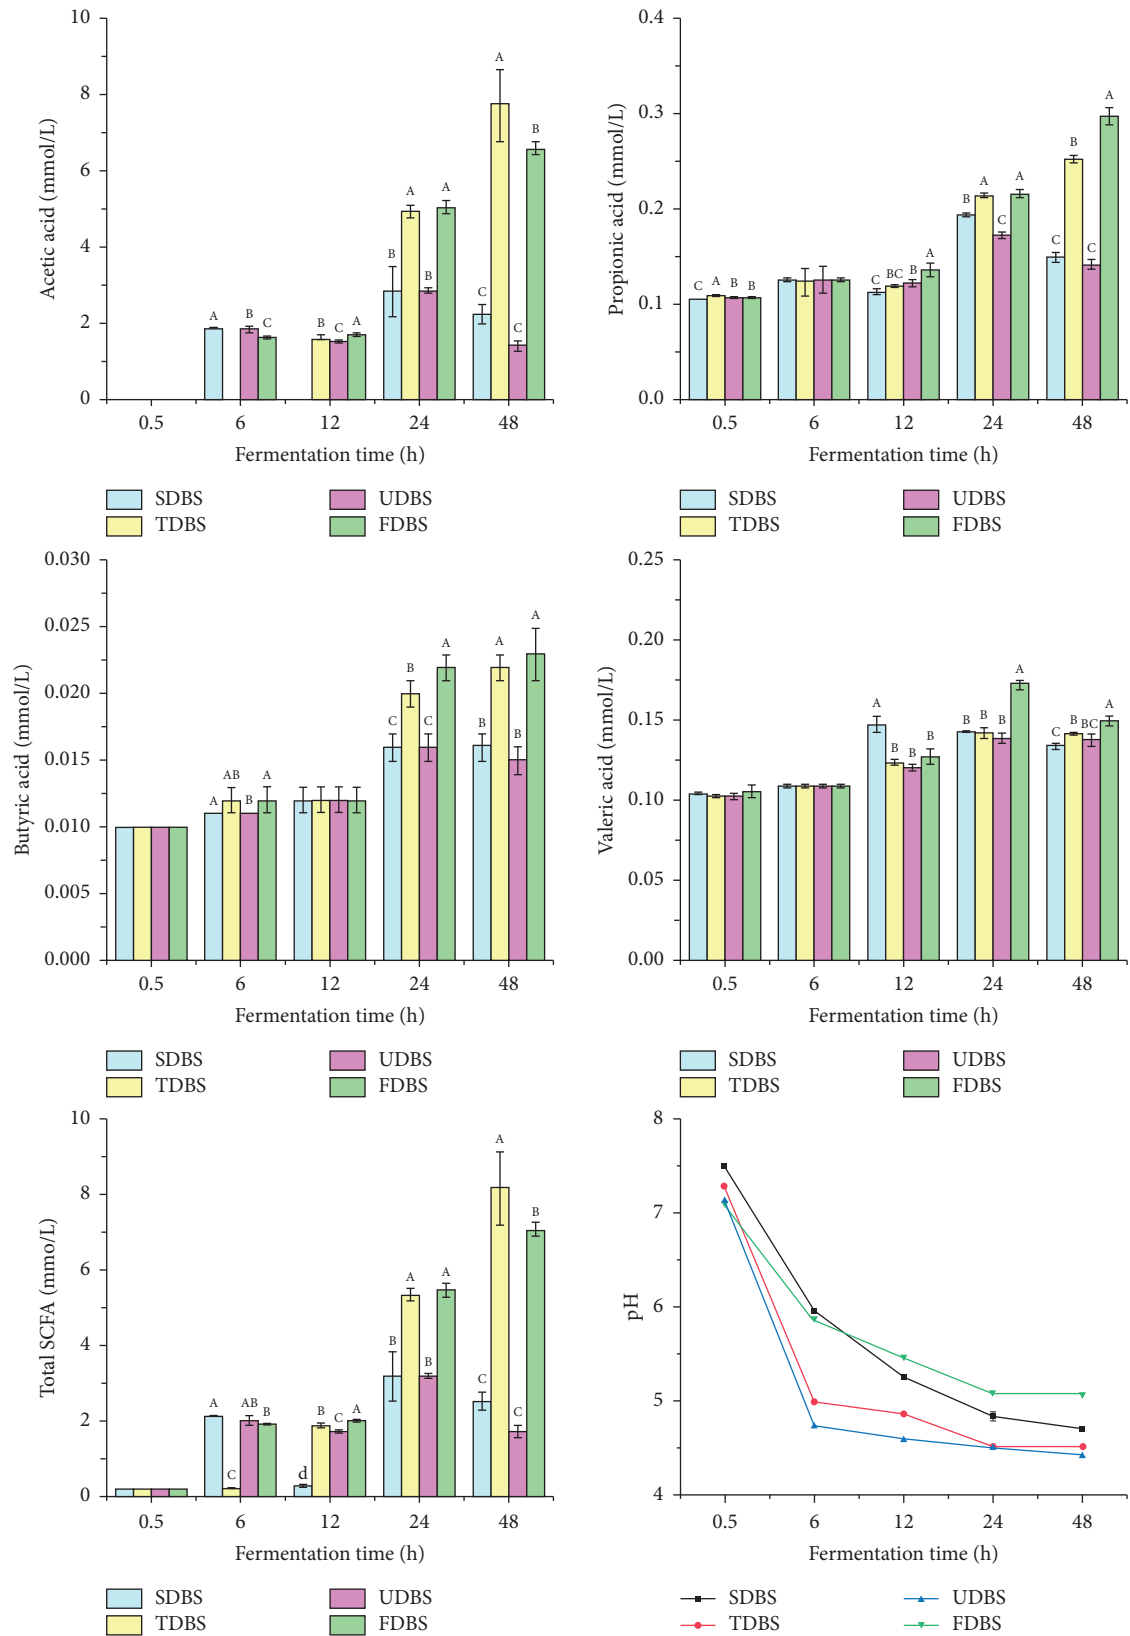 Acetic acid (mmol/L)
10
8
6
4
2
0
A
B
C
B
C
A
B
A
B
A
C
A
C
B
0.5 6 12 24 48
Fermentation time (h)
SDBS UDBS
TDBS FDBS
Propionic acid (mmol/L)
0.4
0.3
0.2
0.1
0.0
C A B B
C BC B A
B A C A
C B C A
0.5 6 12 24 48
Fermentation time (h)
SDBS UDBS
TDBS FDBS
Butyric acid (mmol/L)
0.030
0.025
0.020
0.015
0.010
0.005
0.000
A AB B A
C B C A
B A B A
0.5 6 12 24 48
Fermentation time (h)
SDBS UDBS
TDBS FDBS
Valeric acid (mmol/L)
0.25
0.20
0.15
0.10
0.05
0.00
A B B B
B B B A
C B BC A
0.5 6 12 24 48
Fermentation time (h)
SDBS UDBS
TDBS FDBS
Total SCFA (mmo/L)
10
8
6
4
2
0
A C AB B
d B C A
B A B A
C A C B
0.5 6 12 24 48
Fermentation time (h)
SDBS UDBS
TDBS FDBS
pH
8
7
6
5
4
0.5 6 12 24 48
Fermentation time (h)
SDBS UDBS
TDBS FDBS